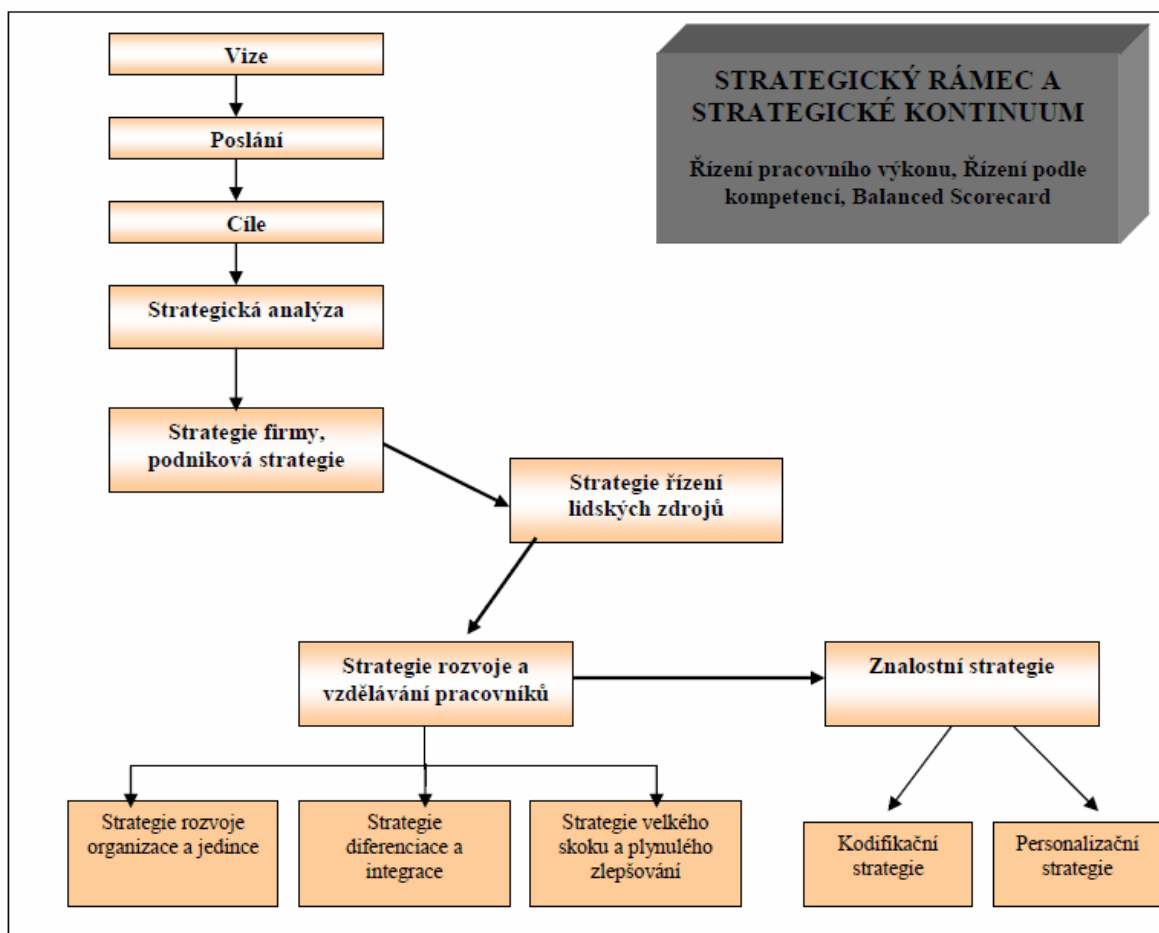 Vize
STRATEGICKÝ RÁMEC A
STRATEGICKÉ KONTINUUM
Řízení pracovního výkonu, Řízení podle
kompetencí, Balanced Scorecard
Poslání
Cíle
Strategická analýza
Strategie firmy,
podniková strategie
Strategie řízení
lidských zdrojů
Strategie rozvoje a
vzdělávání pracovníků
Znalostní strategie
Strategie rozvoje
organizace a jedince
Strategie
diferenciace a
integrace
Strategie velkého
skoku a plynulého
zlepšování
Kodifikační
strategie
Personalizační
strategie